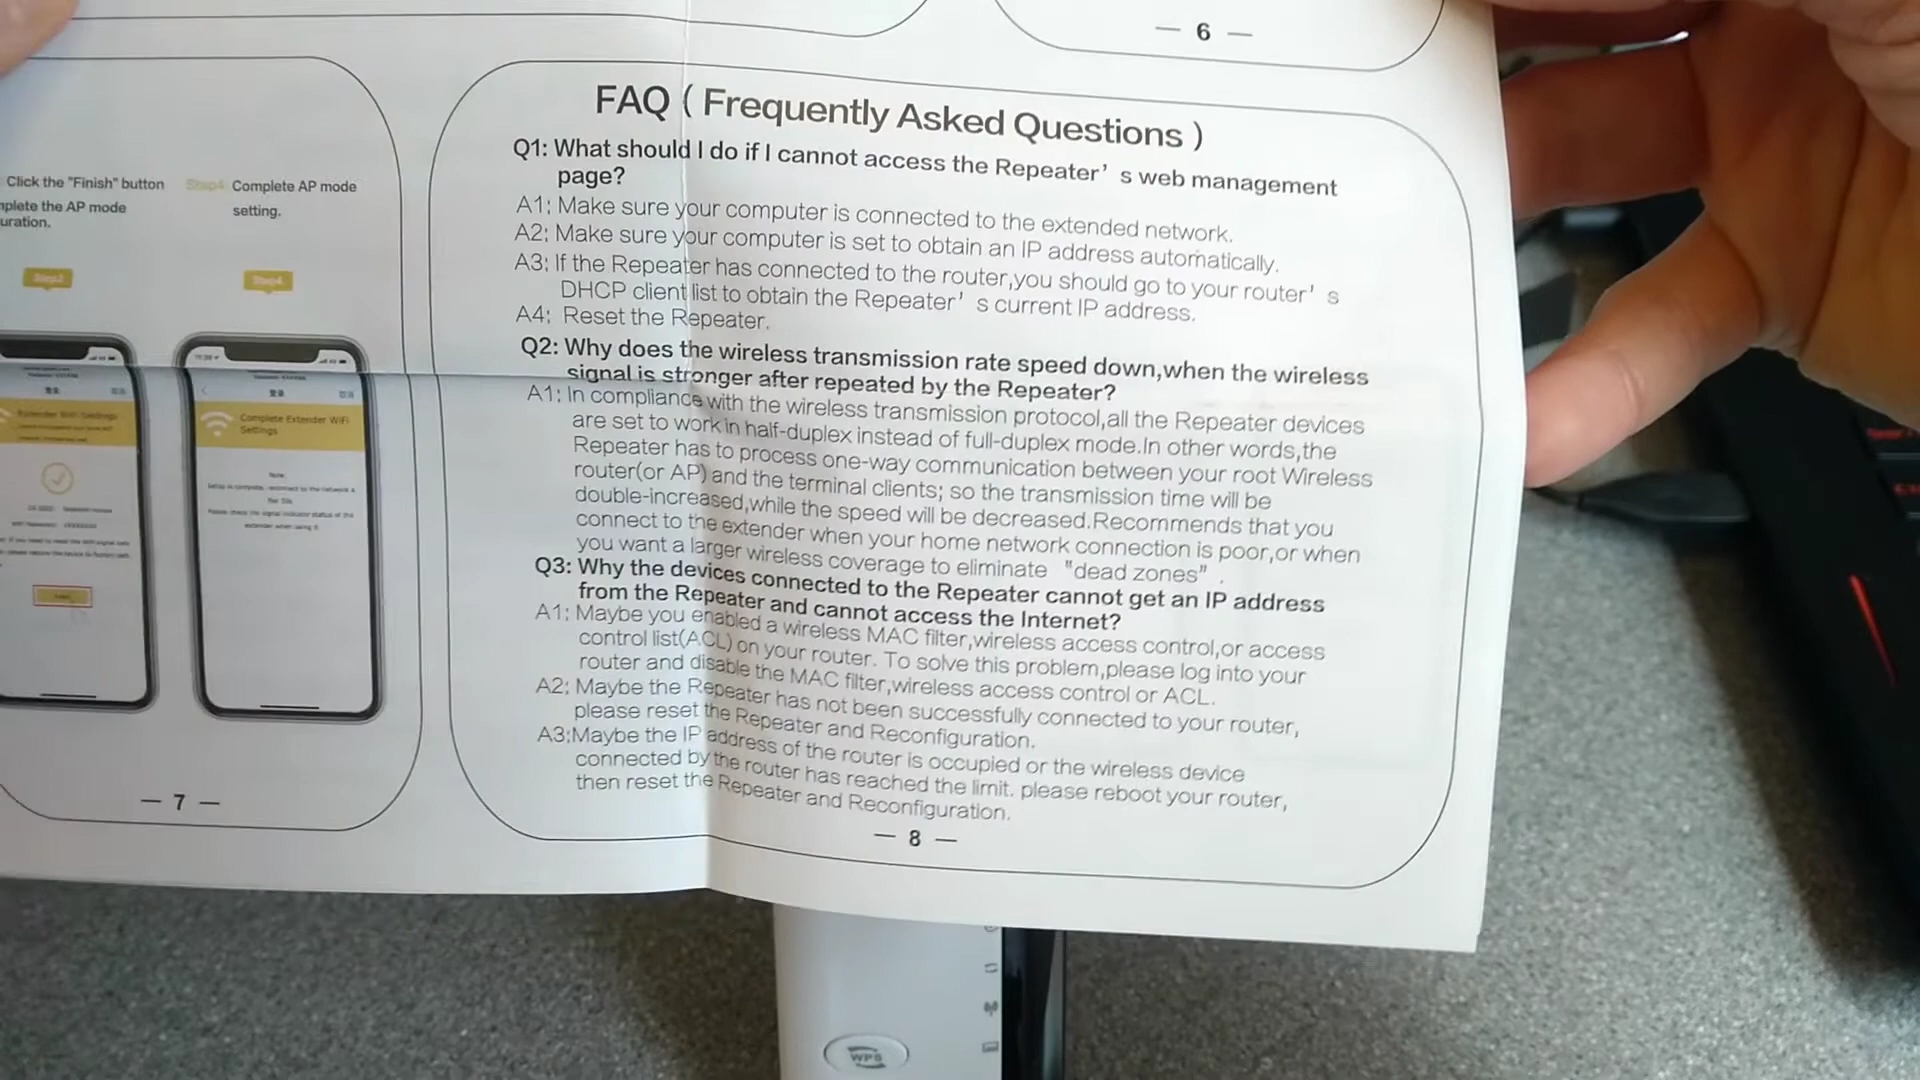 — 6 —
Click the "Finish" button
mplete the AP mode
uration.
Step4: Complete AP mode
setting.
Step3
Step4
Extender WiFi Settings
Complete Extender WiFi
Settings
— 7 —
FAQ ( Frequently Asked Questions )
Q1: What should I do if I cannot access the Repeater's web management
page?
A1: Make sure your computer is connected to the extended network.
A2: Make sure your computer is set to obtain an IP address automatically.
A3: If the Repeater has connected to the router,you should go to your router's
DHCP client list to obtain the Repeater's current IP address.
A4: Reset the Repeater.
Q2: Why does the wireless transmission rate speed down,when the wireless
signal is stronger after repeated by the Repeater?
A1: In compliance with the wireless transmission protocol,all the Repeater devices
are set to work in half-duplex instead of full-duplex mode.In other words,the
Repeater has to process one-way communication between your root Wireless
router(or AP) and the terminal clients; so the transmission time will be
double-increased,while the speed will be decreased.Recommends that you
connect to the extender when your home network connection is poor,or when
you want a larger wireless coverage to eliminate "dead zones" .
Q3: Why the devices connected to the Repeater cannot get an IP address
from the Repeater and cannot access the Internet?
A1: Maybe you enabled a wireless MAC filter,wireless access control,or access
control list(ACL) on your router. To solve this problem,please log into your
router and disable the MAC filter,wireless access control or ACL.
A2: Maybe the Repeater has not been successfully connected to your router,
please reset the Repeater and Reconfiguration.
A3:Maybe the IP address of the router is occupied or the wireless device
connected by the router has reached the limit. please reboot your router,
then reset the Repeater and Reconfiguration.
— 8 —
WPS